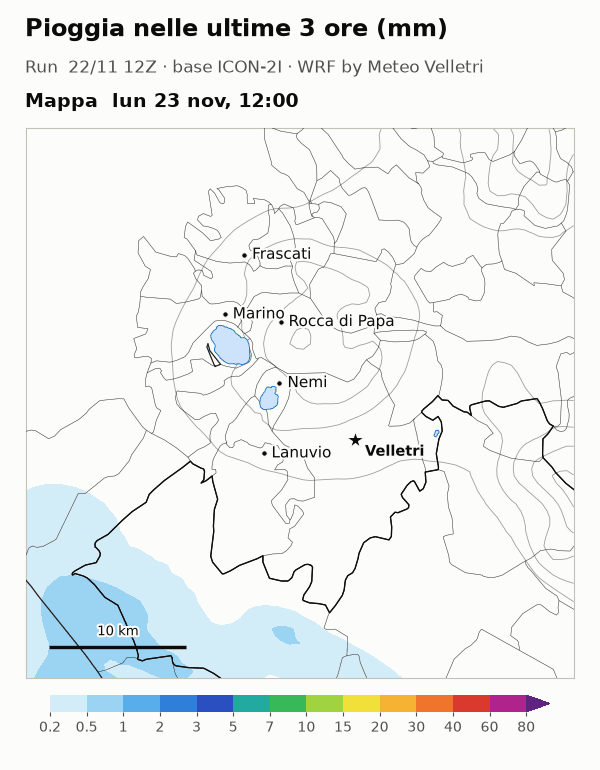 Pioggia nelle ultime 3 ore (mm)
Run  22/11 12Z · base ICON-2I · WRF by Meteo Velletri
Mappa  lun 23 nov, 12:00
Frascati
Marino
Rocca di Papa
Nemi
Velletri
Lanuvio
10 km
0.2 0.5 1 2 3 5 7 10 15 20 30 40 60 80